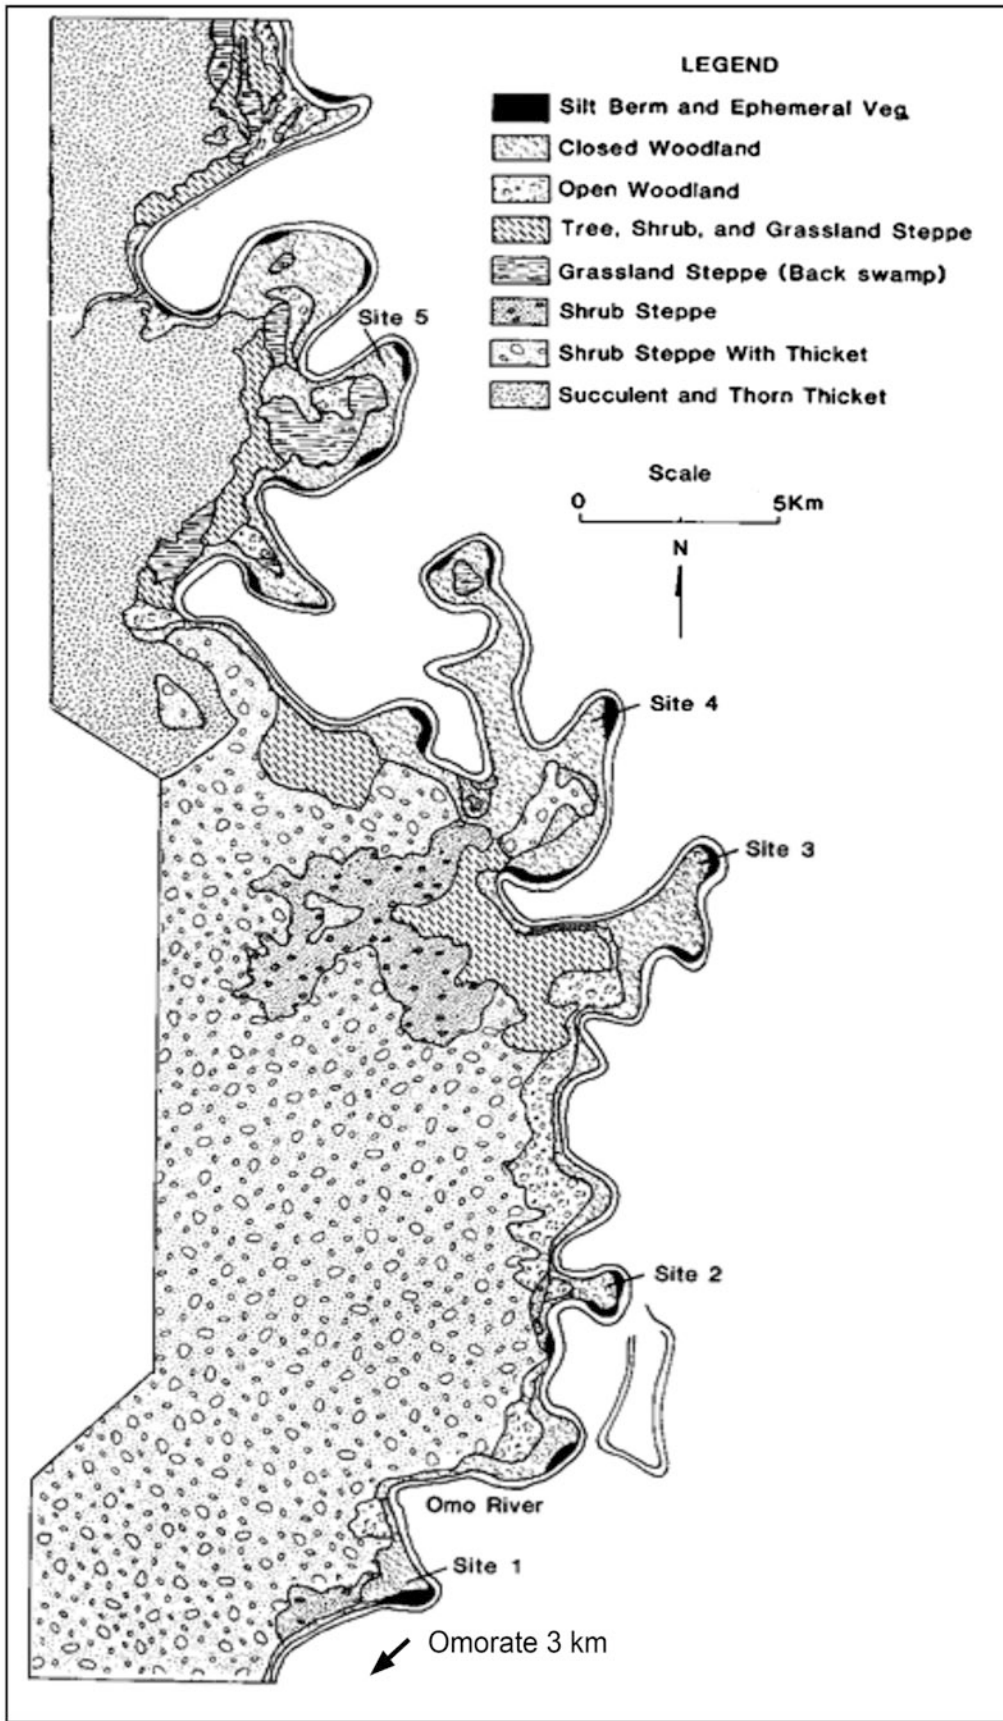 LEGEND
Silt Berm and Ephemeral Veg.
Closed Woodland
Open Woodland
Tree, Shrub, and Grassland Steppe
Grassland Steppe (Back swamp)
Shrub Steppe
Shrub Steppe With Thicket
Succulent and Thorn Thicket
Site 5
Scale
0 5Km
N
Site 4
Site 3
Site 2
Omo River
Site 1
Omorate 3 km